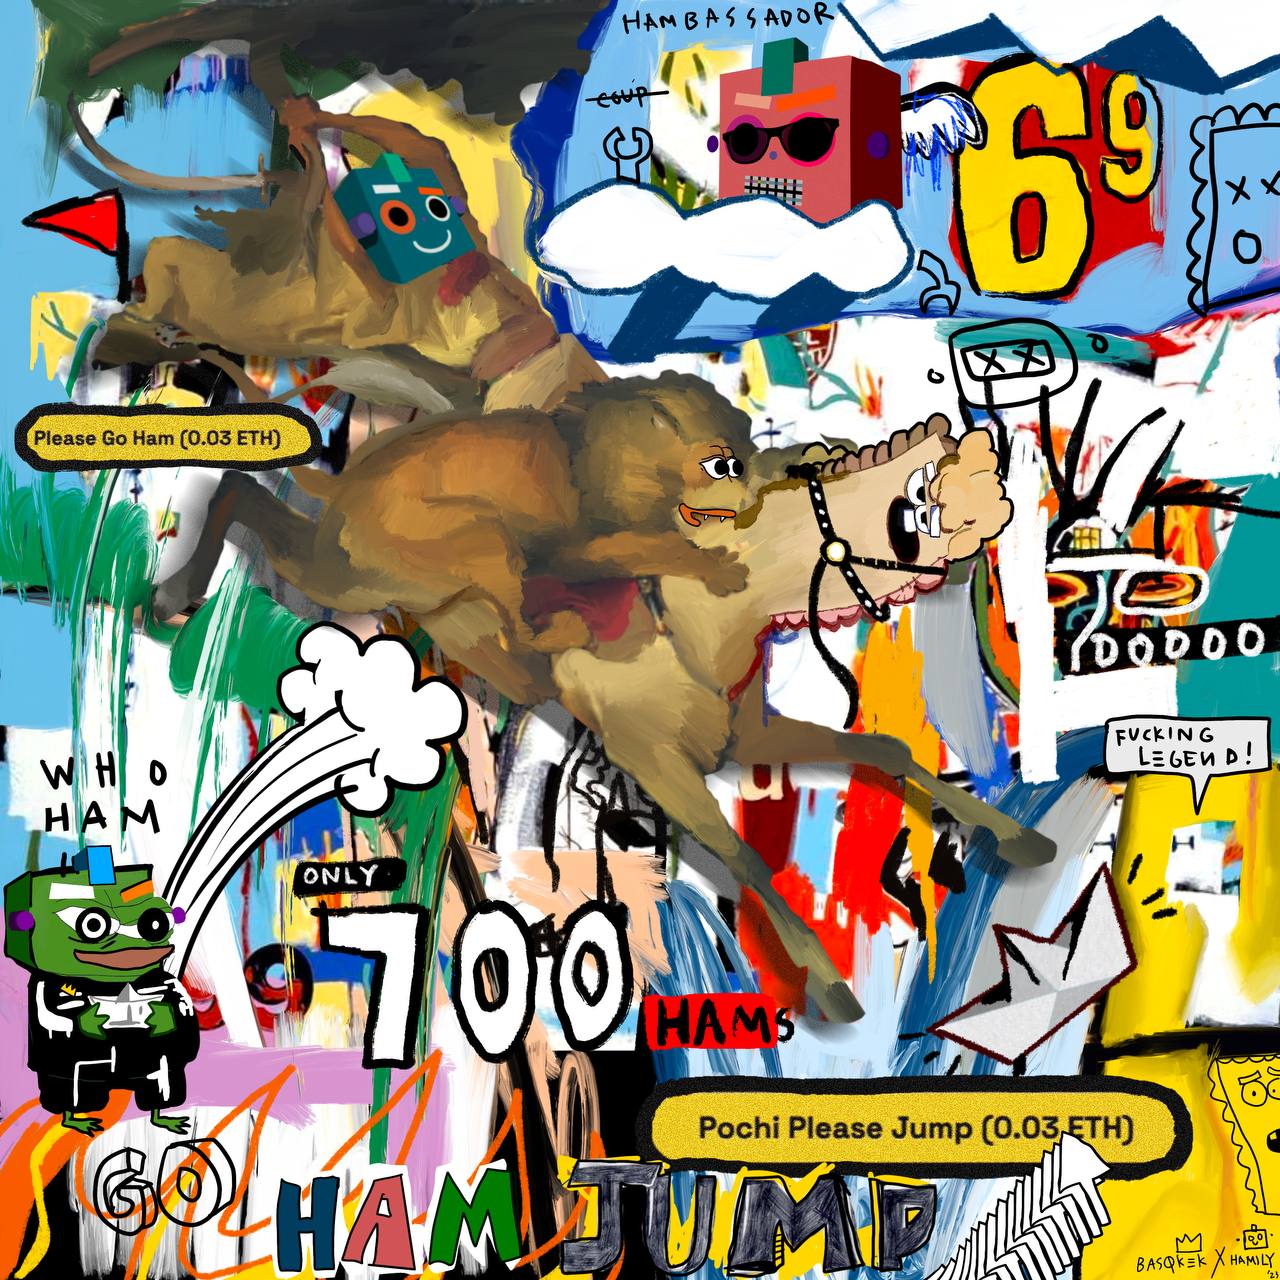 HAMBASSADOR
COUP
69
X X
O
Please Go Ham (0.03 ETH)
X X
FUCKING
LEGEND!
WHO
HAM
ONLY
700
HAMS
Pochi Please Jump (0.03 ETH)
GO HAM JUMP
BASQKEK X HAMILY
'23